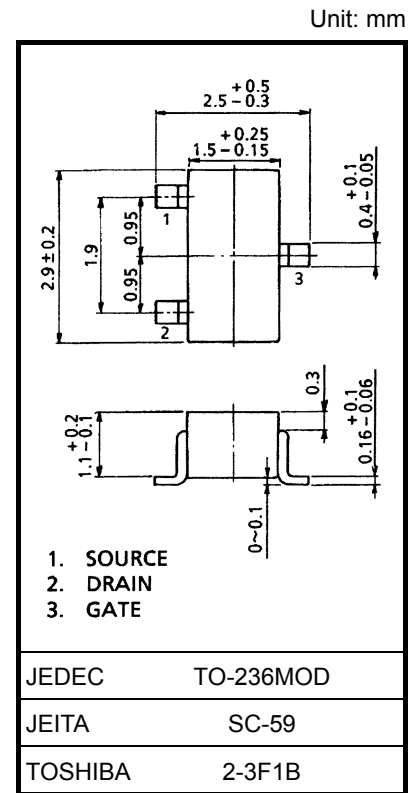 Unit: mm
+0.5
2.5-0.3
+0.25
1.5-0.15
2.9±0.2
1.9
0.95
0.95
1
2
3
+0.1
0.4-0.05
+0.2
1.1-0.1
0.3
+0.1
0.16-0.06
0~0.1
1. SOURCE
2. DRAIN
3. GATE
JEDEC TO-236MOD
JEITA SC-59
TOSHIBA 2-3F1B